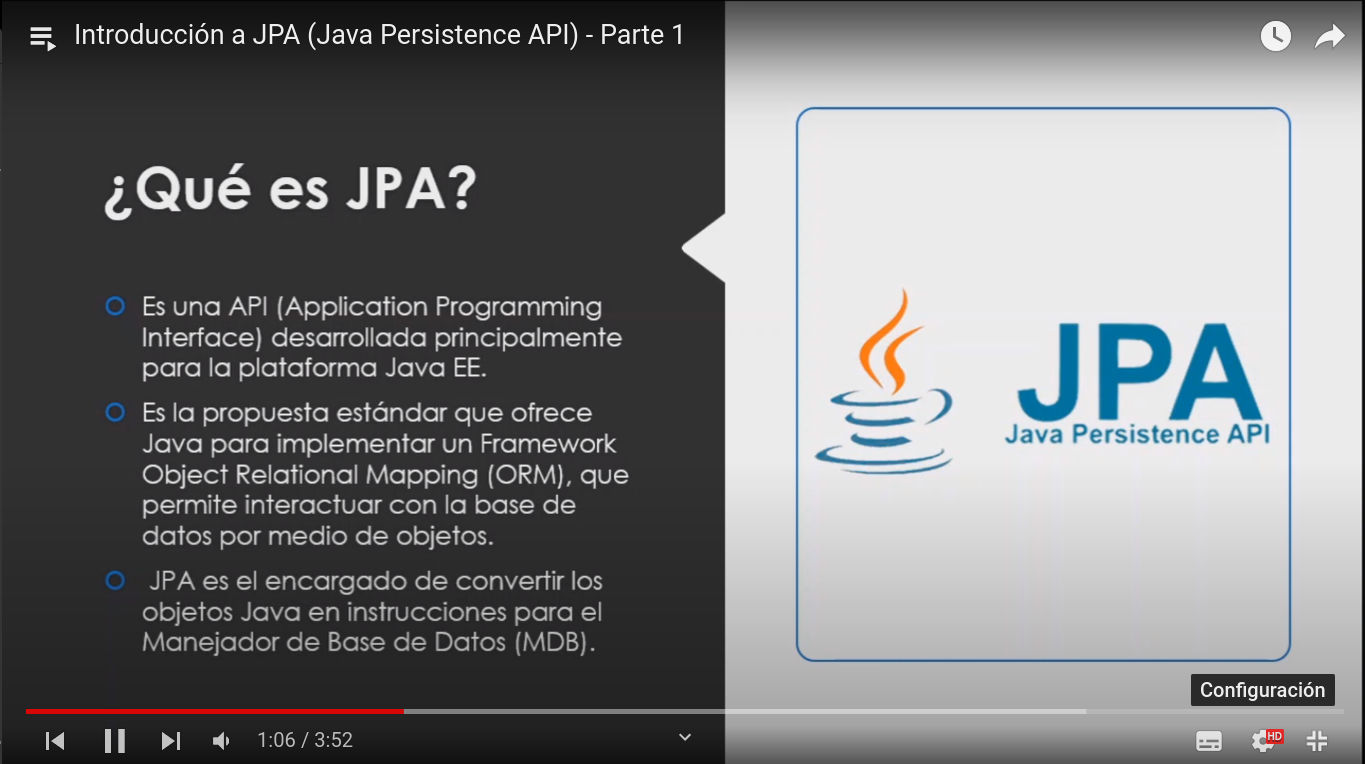 Introducción a JPA (Java Persistence API) - Parte 1
¿Qué es JPA?
Es una API (Application Programming
Interface) desarrollada principalmente
para la plataforma Java EE.
Es la propuesta estándar que ofrece
Java para implementar un Framework
Object Relational Mapping (ORM), que
permite interactuar con la base de
datos por medio de objetos.
JPA es el encargado de convertir los
objetos Java en instrucciones para el
Manejador de Base de Datos (MDB).
JPA
Java Persistence API
Configuración
1:06 / 3:52
HD